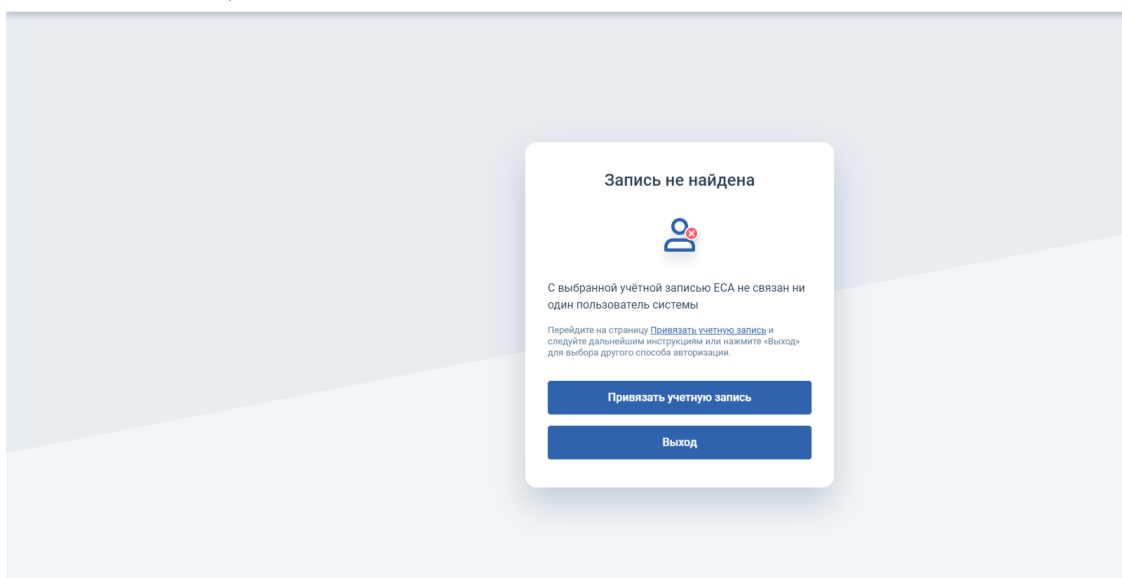 Запись не найдена
С выбранной учётной записью ЕСА не связан ни
один пользователь системы
Перейдите на страницу Привязать учетную запись и
следуйте дальнейшим инструкциям или нажмите «Выход»
для выбора другого способа авторизации.
Привязать учетную запись
Выход